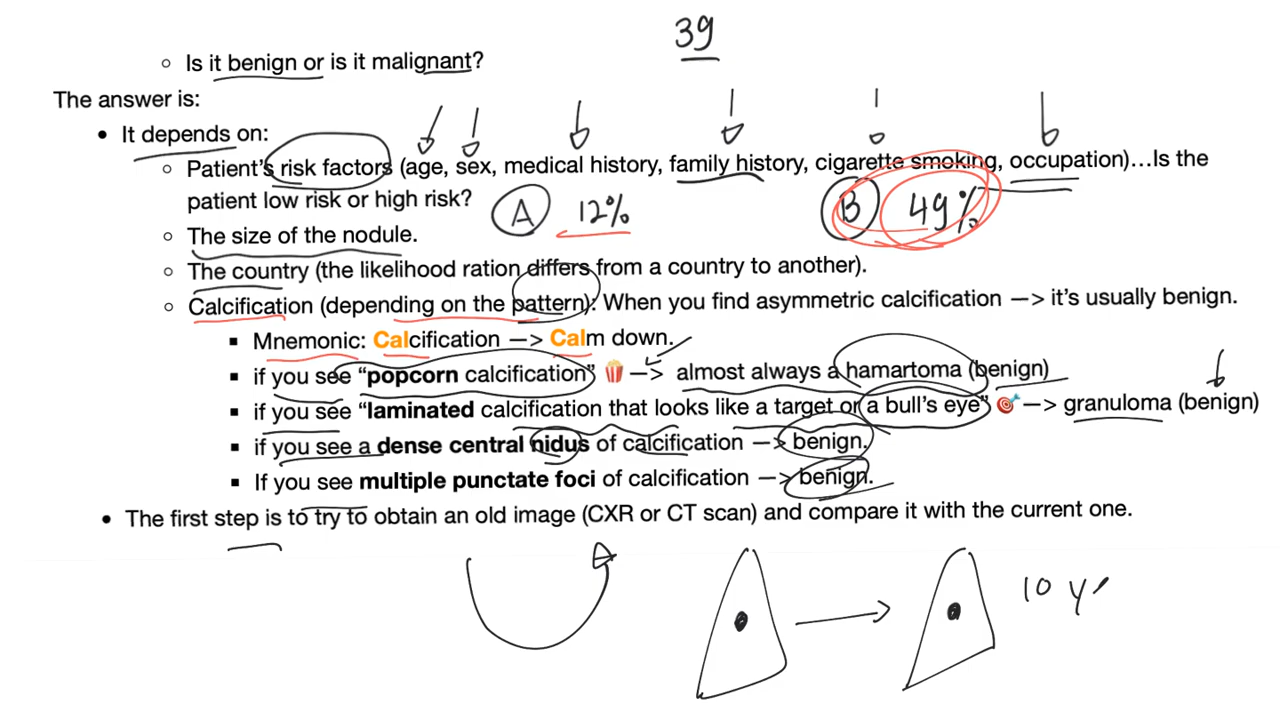 39
Is it benign or is it malignant?
The answer is:
It depends on:
Patient's risk factors (age, sex, medical history, family history, cigarette smoking, occupation)...Is the
patient low risk or high risk?
A 12% B 49%
The size of the nodule.
The country (the likelihood ration differs from a country to another).
Calcification (depending on the pattern). When you find asymmetric calcification —> it's usually benign.
Mnemonic: Calcification —> Calm down.
if you see “popcorn calcification” 🍿 —> almost always a hamartoma (benign)
if you see “laminated calcification that looks like a target or a bull's eye” 🎯 —> granuloma (benign)
if you see a dense central nidus of calcification —> benign.
If you see multiple punctate foci of calcification —> benign.
The first step is to try to obtain an old image (CXR or CT scan) and compare it with the current one.
10 y